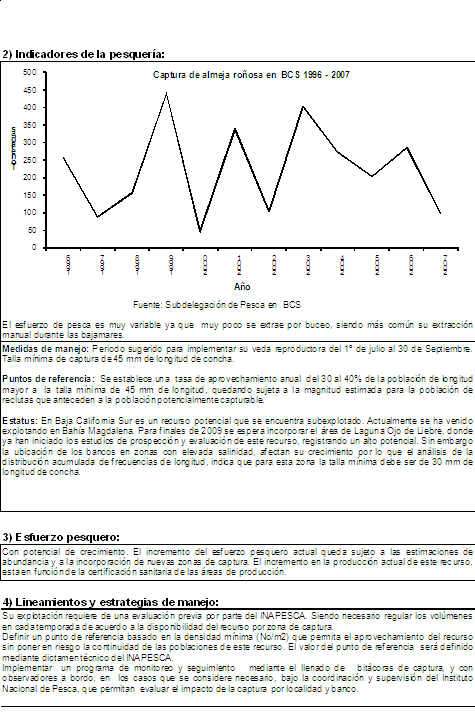 2) Indicadores de la pesquería:
Captura de almeja roñosa en BCS 1996 - 2007
500
450
400
350
300
250
200
150
100
50
0
Toneladas
Año
Fuente: Subdelegación de Pesca en BCS
El esfuerzo de pesca es muy variable ya que muy poco se extrae por buceo, siendo más común su extracción
manual durante las bajamares.
Medidas de manejo: Periodo sugerido para implementar su veda reproductora del 1º de julio al 30 de Septiembre.
Talla mínima de captura de 45 mm de longitud de concha.
Puntos de referencia: Se establece una tasa de aprovechamiento anual del 30 al 40% de la población de longitud
mayor a la talla mínima de 45 mm de longitud, quedando sujeta a la magnitud estimada para la población de
reclutas que anteceden a la población potencialmente capturable.
Estatus: En Baja California Sur es un recurso potencial que se encuentra subexplotado. Actualmente se ha venido
explotando en Bahía Magdalena. Para finales de 2009 se espera incorporar el área de Laguna Ojo de Liebre, donde
ya han iniciado los estudios de prospección y evaluación de este recurso, registrando un alto potencial. Sin embargo
la ubicación de los bancos en zonas con elevada salinidad, afectan su crecimiento por lo que el análisis de la
distribución acumulada de frecuencias de longitud, indica que para esta zona la talla mínima debe ser de 30 mm de
longitud de concha.
3) Esfuerzo pesquero:
Con potencial de crecimiento. El incremento del esfuerzo pesquero actual queda sujeto a las estimaciones de
abundancia y a la incorporación de nuevas zonas de captura. El incremento en la producción actual de este recurso,
esta en función de la certificación sanitaria de las áreas de producción.
4) Lineamientos y estrategias de manejo:
Su explotación requiere de una evaluación previa por parte del INAPESCA. Siendo necesario regular los volúmenes
en cada temporada de acuerdo a la disponibilidad del recurso por zona de captura.
Definir un punto de referencia basado en la densidad mínima (No/m2) que permita el aprovechamiento del recurso
sin poner en riesgo la continuidad de las poblaciones de este recurso. El valor del punto de referencia será definido
mediante dictamen técnico del INAPESCA.
Implementar un programa de monitoreo y seguimiento mediante el llenado de bitácoras de captura, y con
observadores a bordo, en los casos que se considere necesario, bajo la coordinación y supervisión del Instituto
Nacional de Pesca, que permitan evaluar el impacto de la captura por localidad y banco.